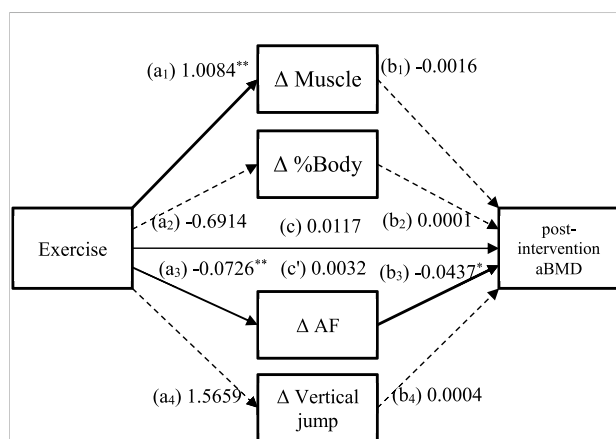 (a₁) 1.0084**
(b₁) -0.0016
Δ Muscle
Δ %Body
(a₂) -0.6914
(c) 0.0117
(b₂) 0.0001
Exercise
post-
intervention
aBMD
(a₃) -0.0726**
(c') 0.0032
(b₃) -0.0437*
Δ AF
(a₄) 1.5659
Δ Vertical
jump
(b₄) 0.0004